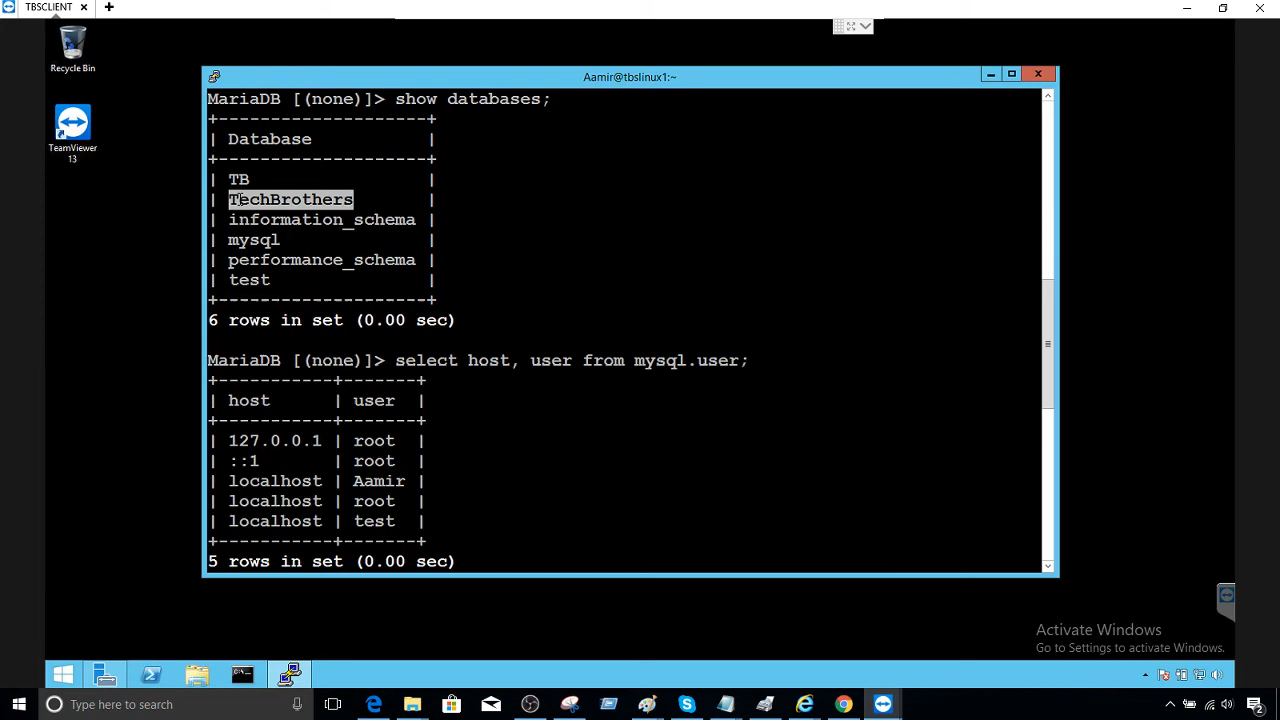 TBSCLIENT
Recycle Bin
TeamViewer
13
Aamir@tbslinux1:~
MariaDB [(none)]> show databases;
+--------------------+
| Database           |
+--------------------+
| TB                 |
| TechBrothers       |
| information_schema |
| mysql              |
| performance_schema |
| test               |
+--------------------+
6 rows in set (0.00 sec)
MariaDB [(none)]> select host, user from mysql.user;
+-----------+-------+
| host      | user  |
+-----------+-------+
| 127.0.0.1 | root  |
| ::1       | root  |
| localhost | Aamir |
| localhost | root  |
| localhost | test  |
+-----------+-------+
5 rows in set (0.00 sec)
Activate Windows
Go to Settings to activate Windows.
Type here to search
2